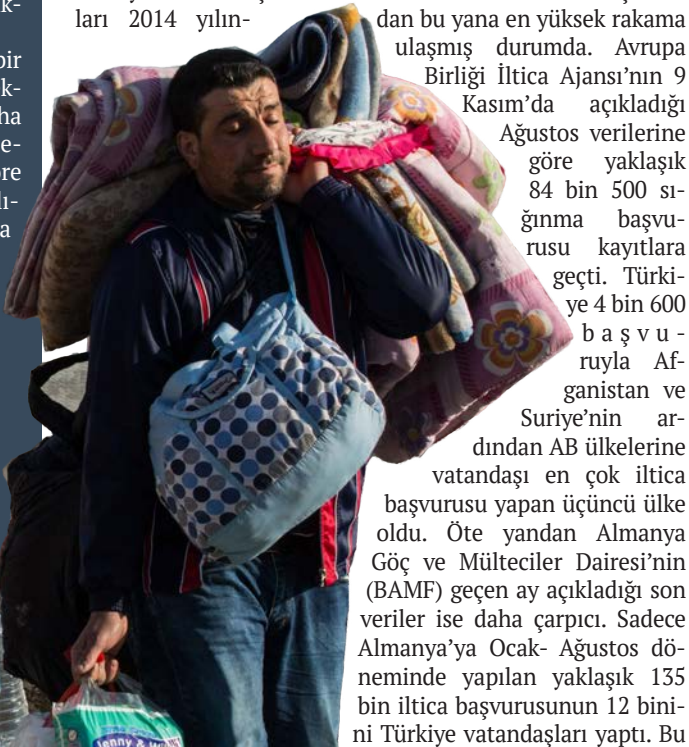 bir
ha
ları 2014 yılın-
dan bu yana en yüksek rakama
ulaşmış durumda. Avrupa
Birliği İltica Ajansı’nın 9
Kasım’da açıkladığı
Ağustos verilerine
göre yaklaşık
84 bin 500 sı-
ğınma başvu-
rusu kayıtlara
geçti. Türki-
ye 4 bin 600
başvu-
ruyla Af-
ganistan ve
Suriye’nin ar-
dından AB ülkelerine
vatandaşı en çok iltica
başvurusu yapan üçüncü ülke
oldu. Öte yandan Almanya
Göç ve Mülteciler Dairesi’nin
(BAMF) geçen ay açıkladığı son
veriler ise daha çarpıcı. Sadece
Almanya’ya Ocak- Ağustos dö-
neminde yapılan yaklaşık 135
bin iltica başvurusunun 12 bini-
ni Türkiye vatandaşları yaptı. Bu